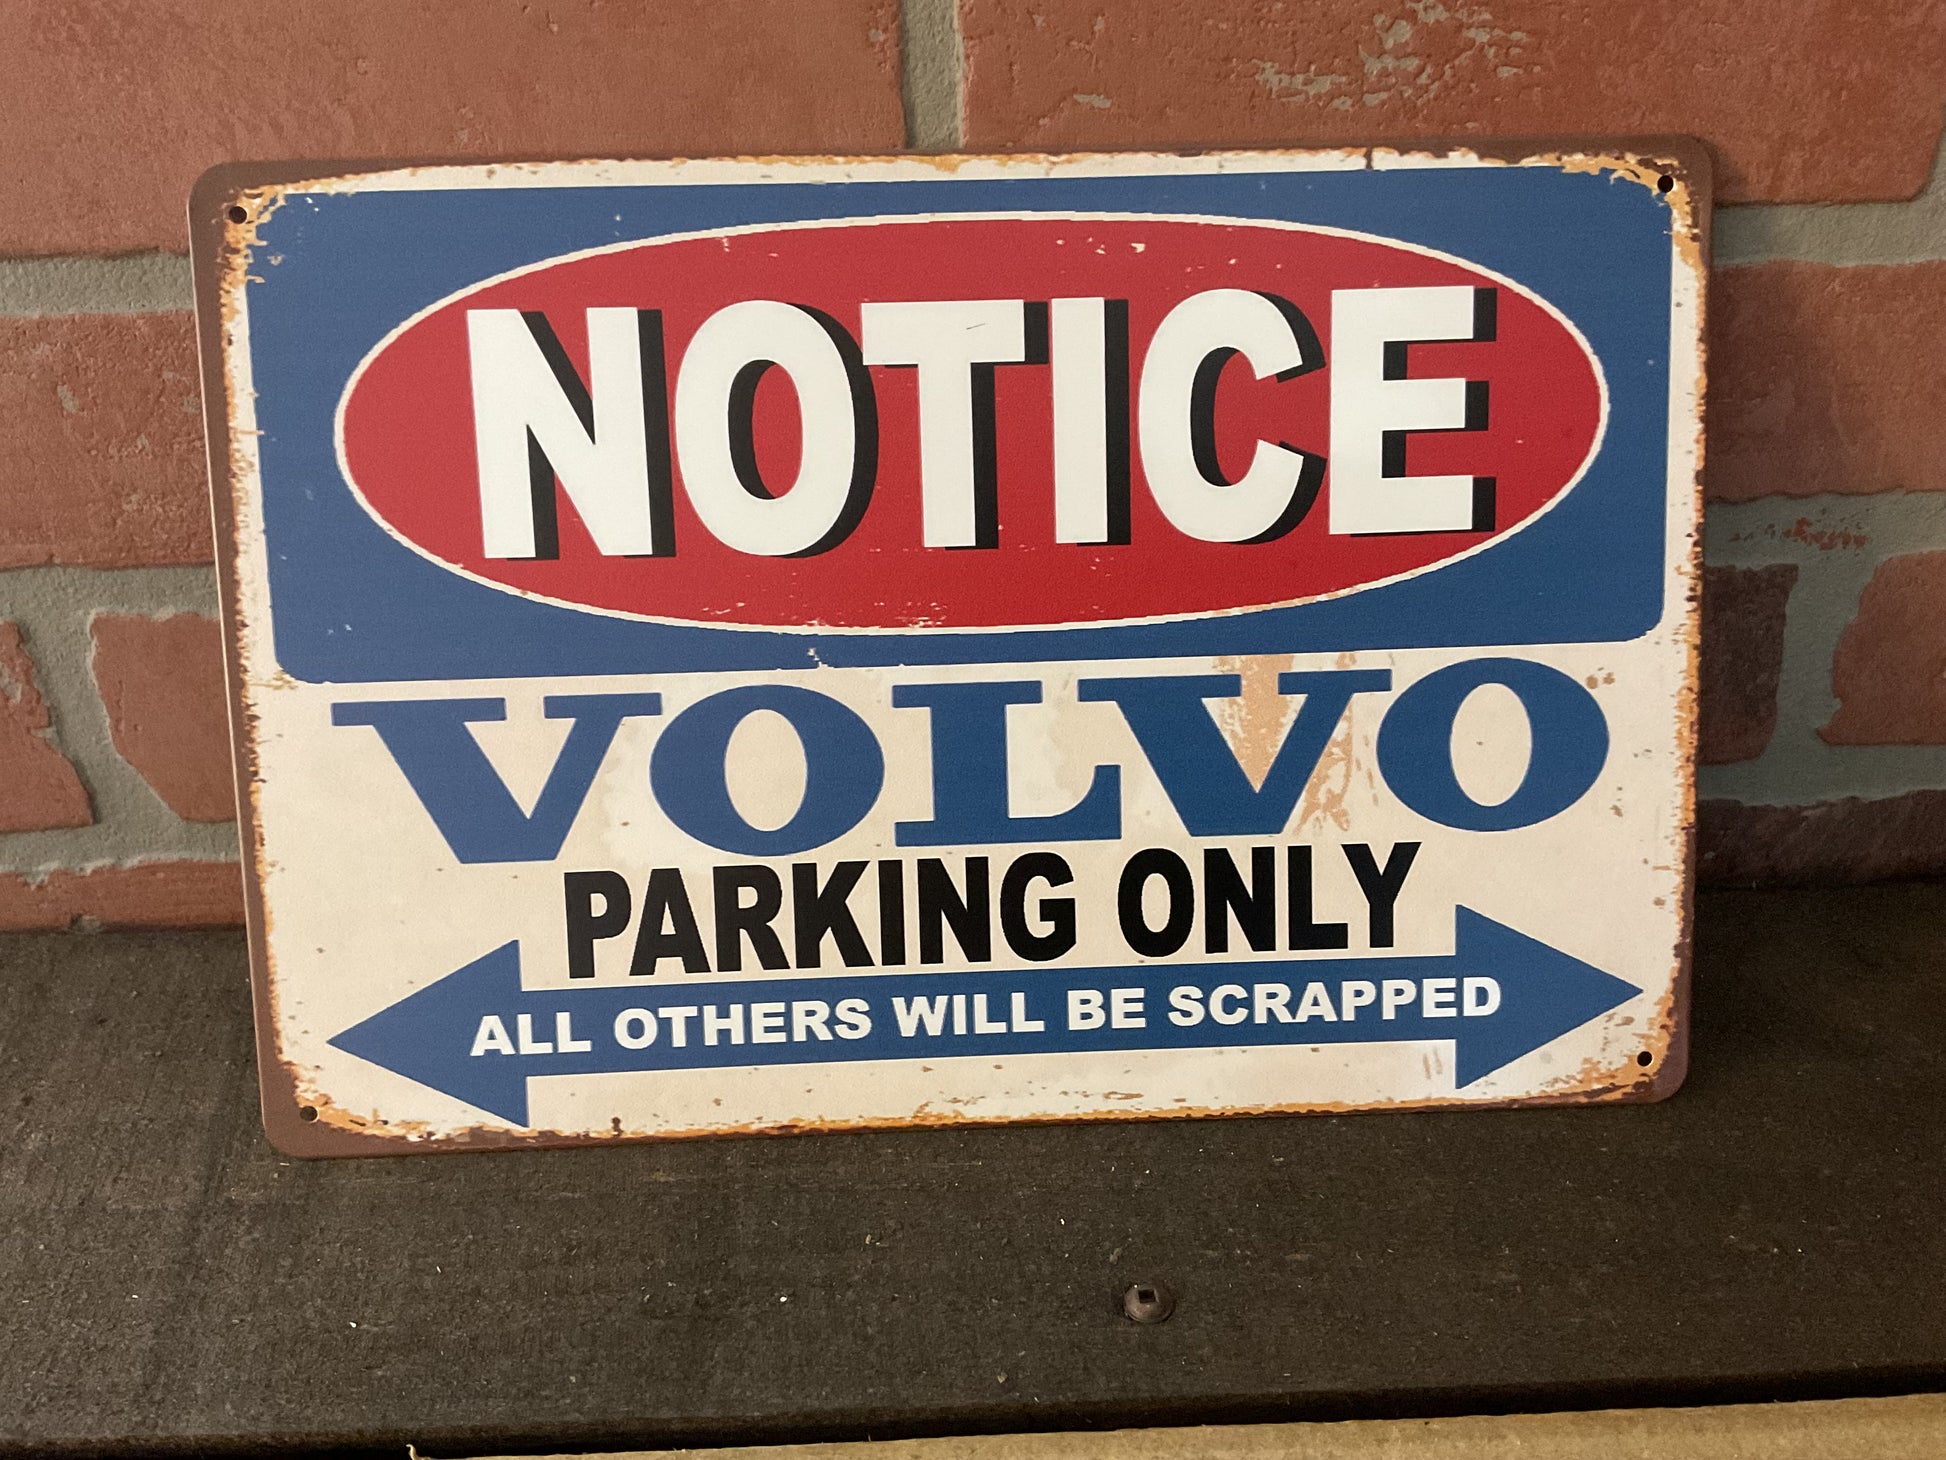 NOTICE
VOLVO
PARKING ONLY
ALL OTHERS WILL BE SCRAPPED